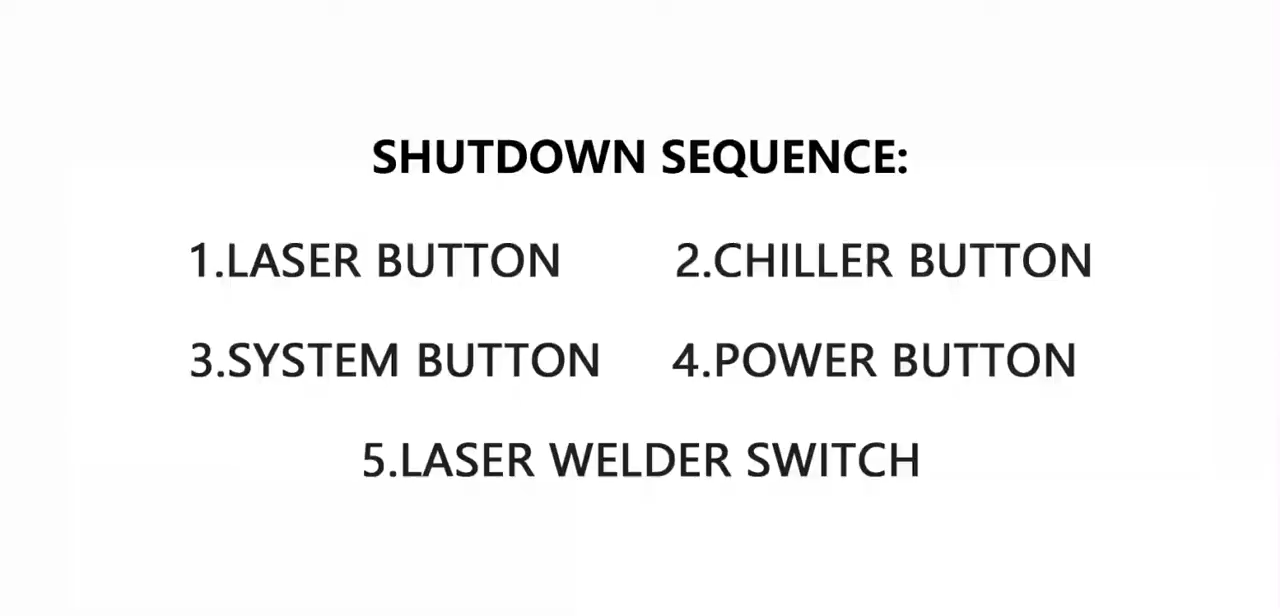 SHUTDOWN SEQUENCE:
1.LASER BUTTON 2.CHILLER BUTTON
3.SYSTEM BUTTON 4.POWER BUTTON
5.LASER WELDER SWITCH